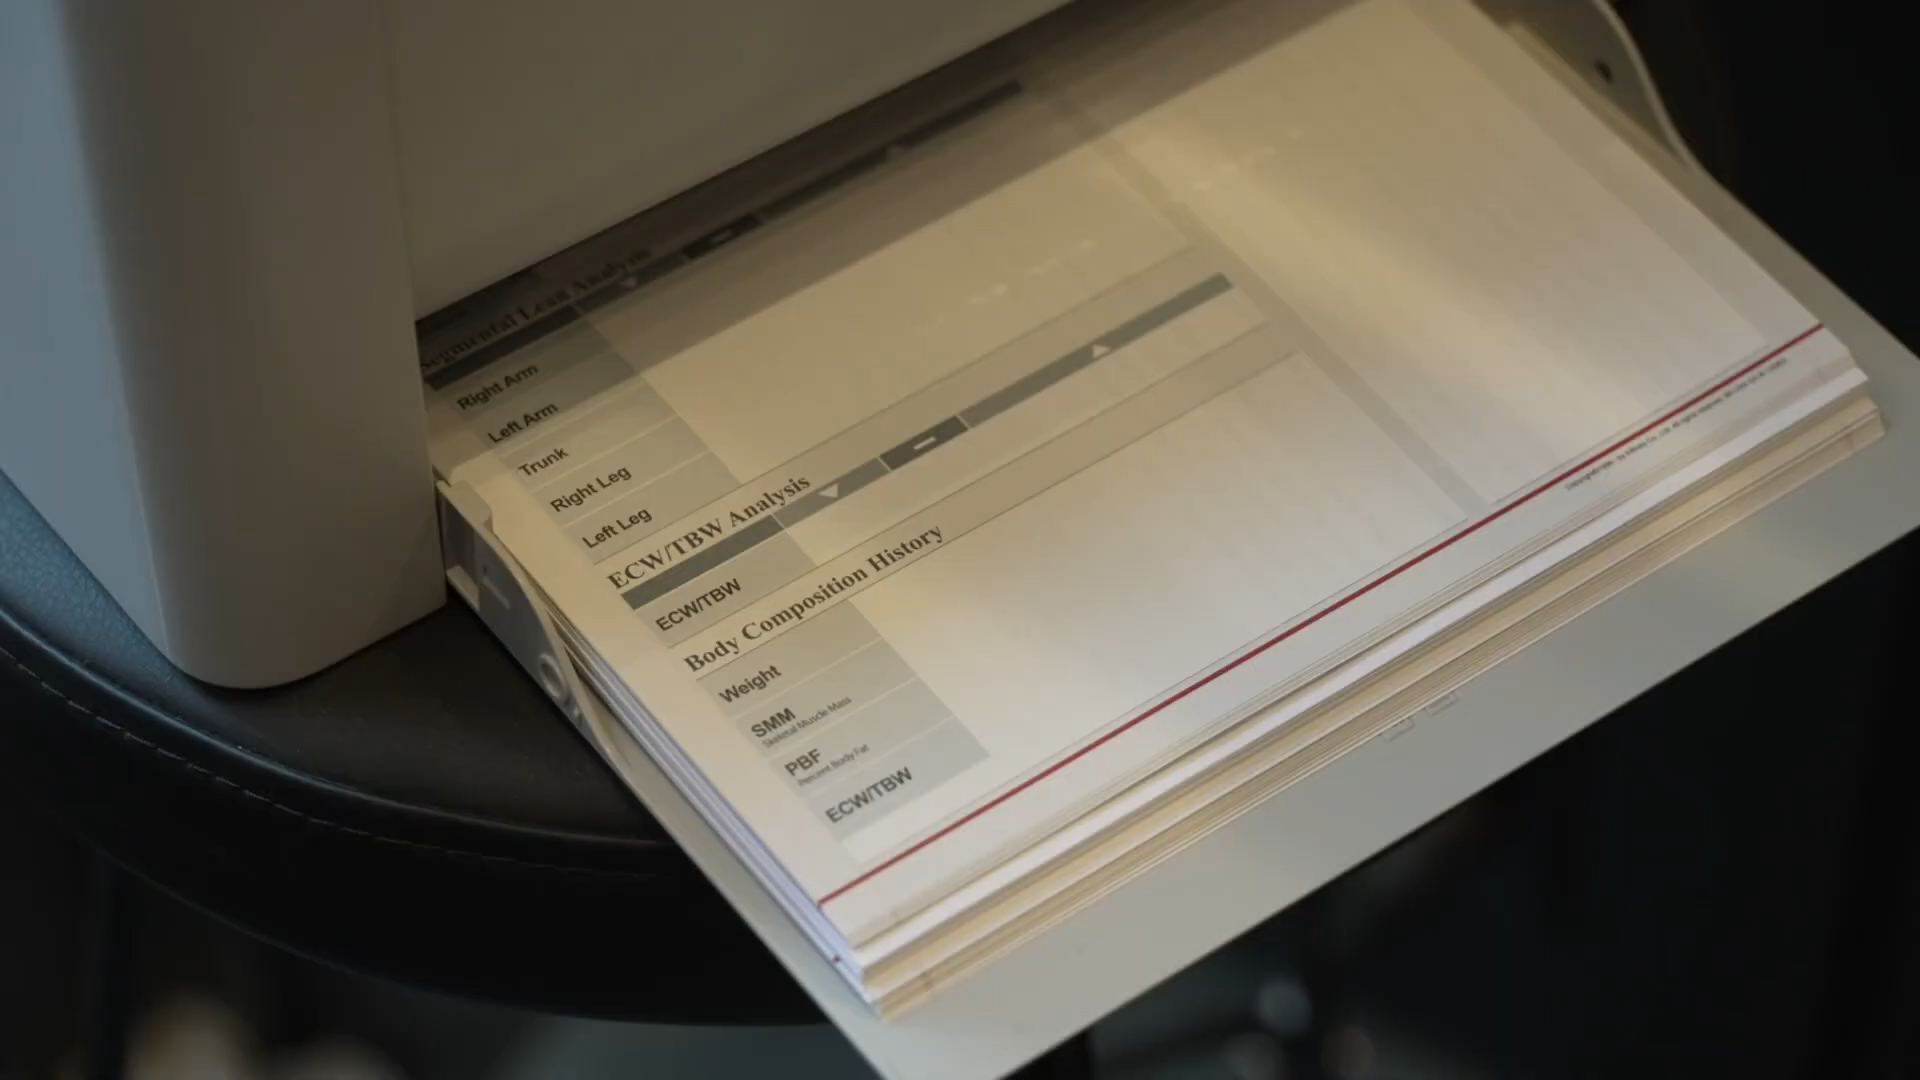 Segmental Lean Analysis
Right Arm
Left Arm
Trunk
Right Leg
Left Leg
ECW/TBW Analysis
ECW/TBW
Body Composition History
Weight
SMM
Skeletal Muscle Mass
PBF
Percent Body Fat
ECW/TBW